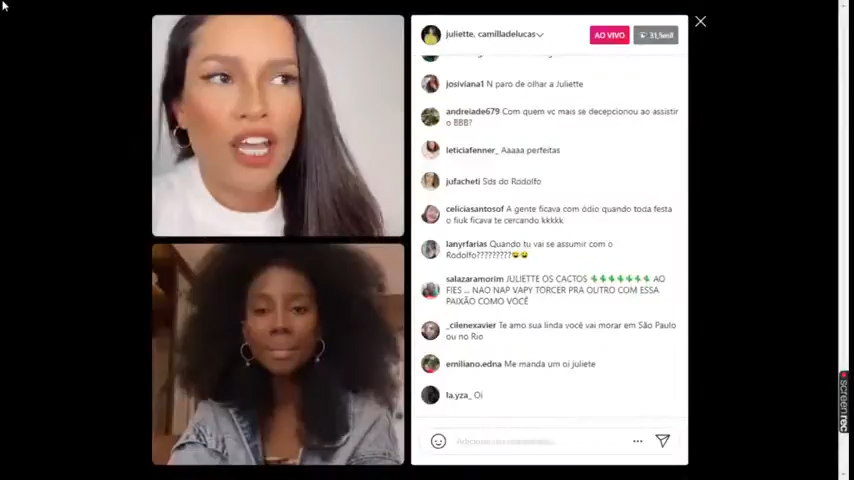 juliette, camilladelucas
AO VIVO
31,5mil
josiviana1 N paro de olhar a Juliette
andreiade679 Com quem vc mais se decepcionou ao assistir
o BBB?
leticiafenner_ Aaaaa perfeitas
jufacheti Sds do Rodolfo
celiciasantosof A gente ficava com ódio quando toda festa
o fiuk ficava te cercando kkkkk
lanyrfarias Quando tu vai se assumir com o
Rodolfo?????????😄😄
salazaramorim JULIETTE OS CACTOS 🌵🌵🌵🌵🌵🌵🌵 AO
FIES ... NAO NAP VAPY TORCER PRA OUTRO COM ESSA
PAIXÃO COMO VOCÊ
_cilenexavier Te amo sua linda você vai morar em São Paulo
ou no Rio
emiliano.edna Me manda um oi juliete
la.yza_ Oi
screenrec